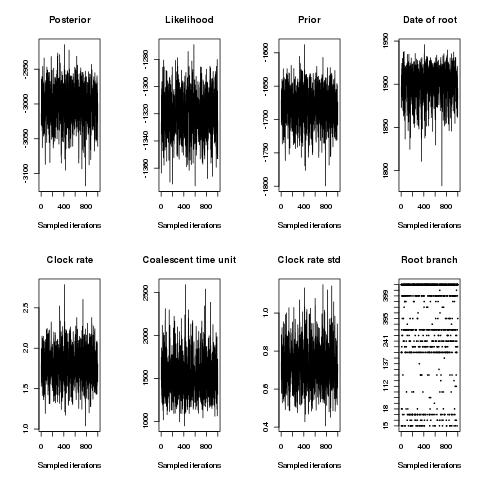 Posterior
-2950
-3000
-3050
-3100
0 400 800
Sampled iterations
Likelihood
-1280
-1300
-1320
-1340
-1360
0 400 800
Sampled iterations
Prior
-1600
-1650
-1700
-1750
-1800
0 400 800
Sampled iterations
Date of root
1950
1900
1850
1800
0 400 800
Sampled iterations
Clock rate
2.5
2.0
1.5
1.0
0 400 800
Sampled iterations
Coalescent time unit
2500
2000
1500
1000
0 400 800
Sampled iterations
Clock rate std
1.0
0.8
0.6
0.4
0 400 800
Sampled iterations
Root branch
399
395
241
137
112
18
15
0 400 800
Sampled iterations